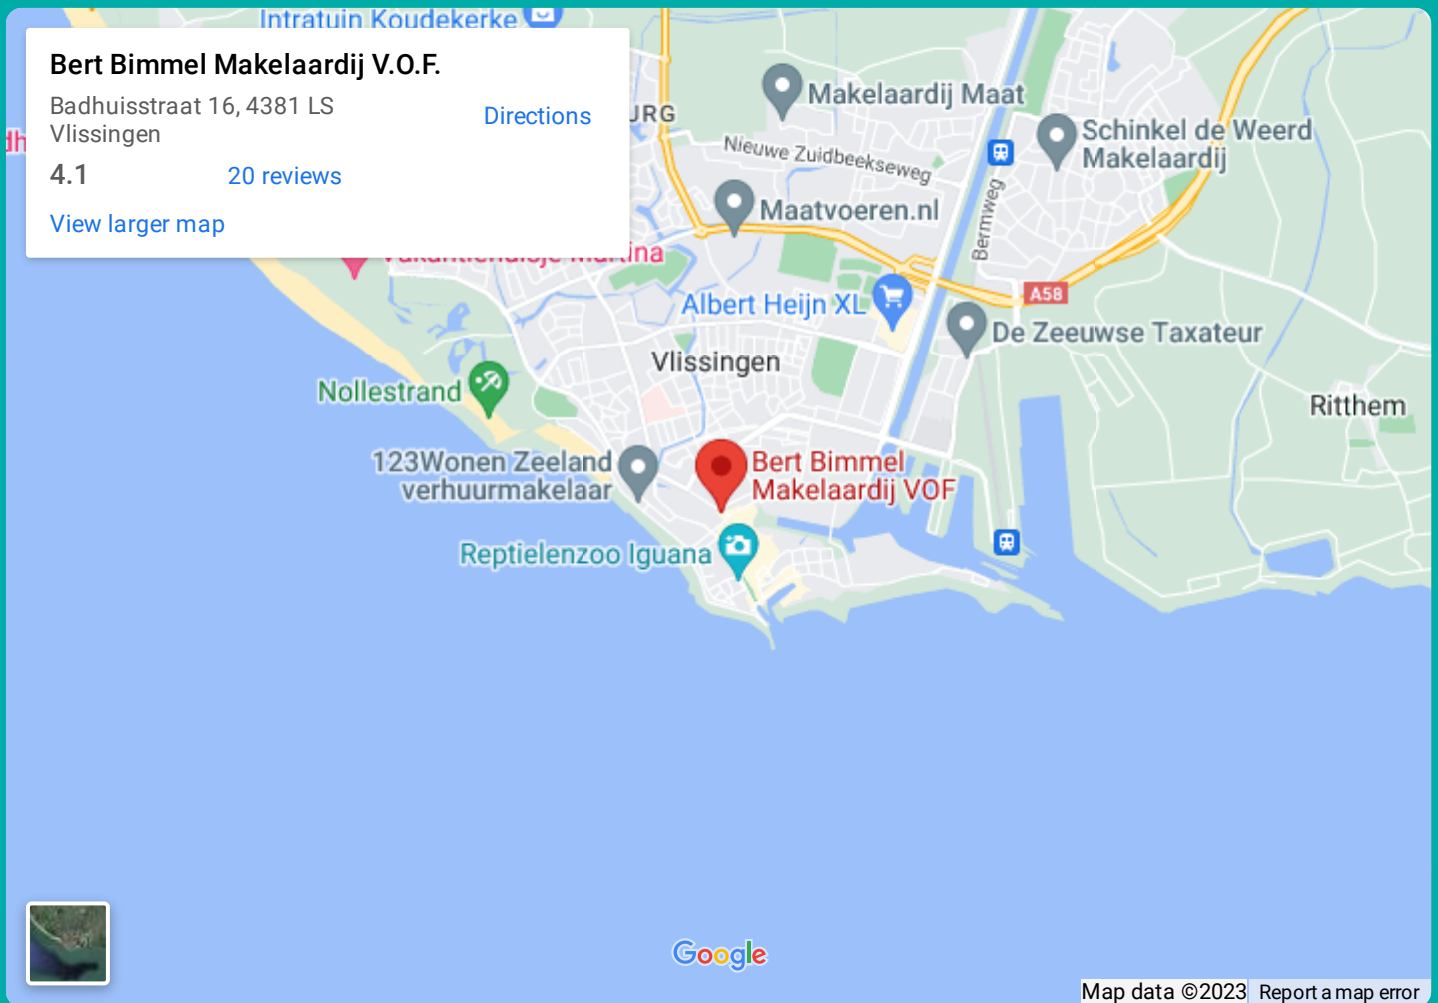 Intratuin Koudekerke
Bert Bimmel Makelaardij V.O.F.
Badhuisstraat 16, 4381 LS
Vlissingen
Directions
4.1
20 reviews
View larger map
Makelaardij Maat
Schinkel de Weerd
Makelaardij
Nieuwe Zuidbeekseweg
Bermweg
Maatvoeren.nl
A58
Albert Heijn XL
De Zeeuwse Taxateur
Vlissingen
Nollestrand
Ritthem
123Wonen Zeeland
verhuurmakelaar
Bert Bimmel
Makelaardij VOF
Reptielenzoo Iguana
Google
Map data ©2023
Report a map error